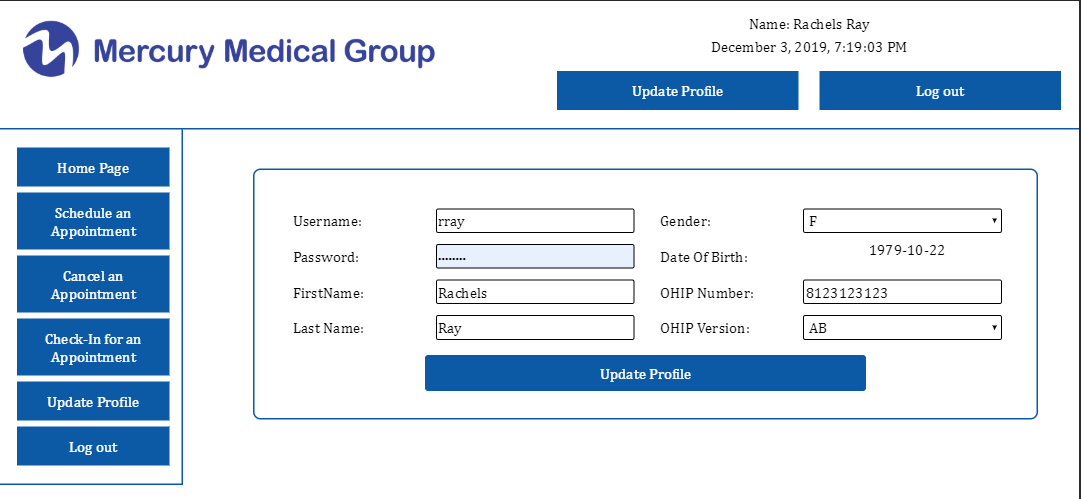 Mercury Medical Group
Name: Rachels Ray
December 3, 2019, 7:19:03 PM
Update Profile
Log out
Home Page
Schedule an
Appointment
Cancel an
Appointment
Check-In for an
Appointment
Update Profile
Log out
Username: rray
Gender: F
Password: ........
Date Of Birth: 1979-10-22
FirstName: Rachels
OHIP Number: 8123123123
Last Name: Ray
OHIP Version: AB
Update Profile